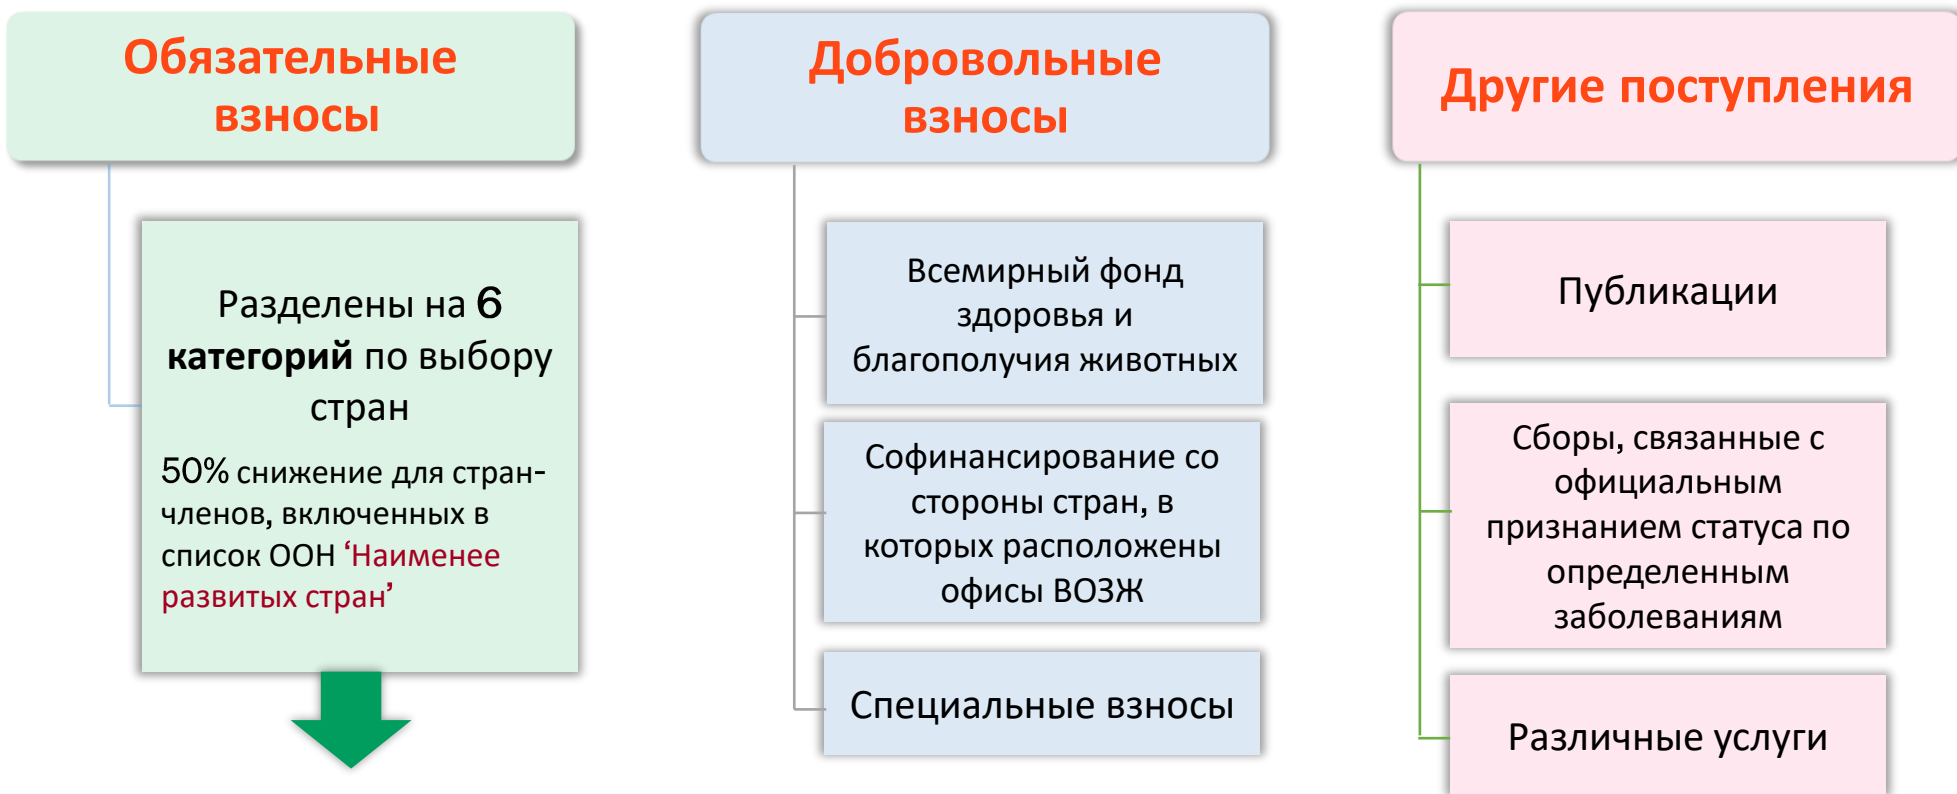 Обязательные
взносы
Разделены на 6
категорий по выбору
стран
50% снижение для стран-
членов, включенных в
список ООН ‘Наименее
развитых стран’
Добровольные
взносы
Всемирный фонд
здоровья и
благополучия животных
Софинансирование со
стороны стран, в
которых расположены
офисы ВОЗЖ
Специальные взносы
Другие поступления
Публикации
Сборы, связанные с
официальным
признанием статуса по
определенным
заболеваниям
Различные услуги